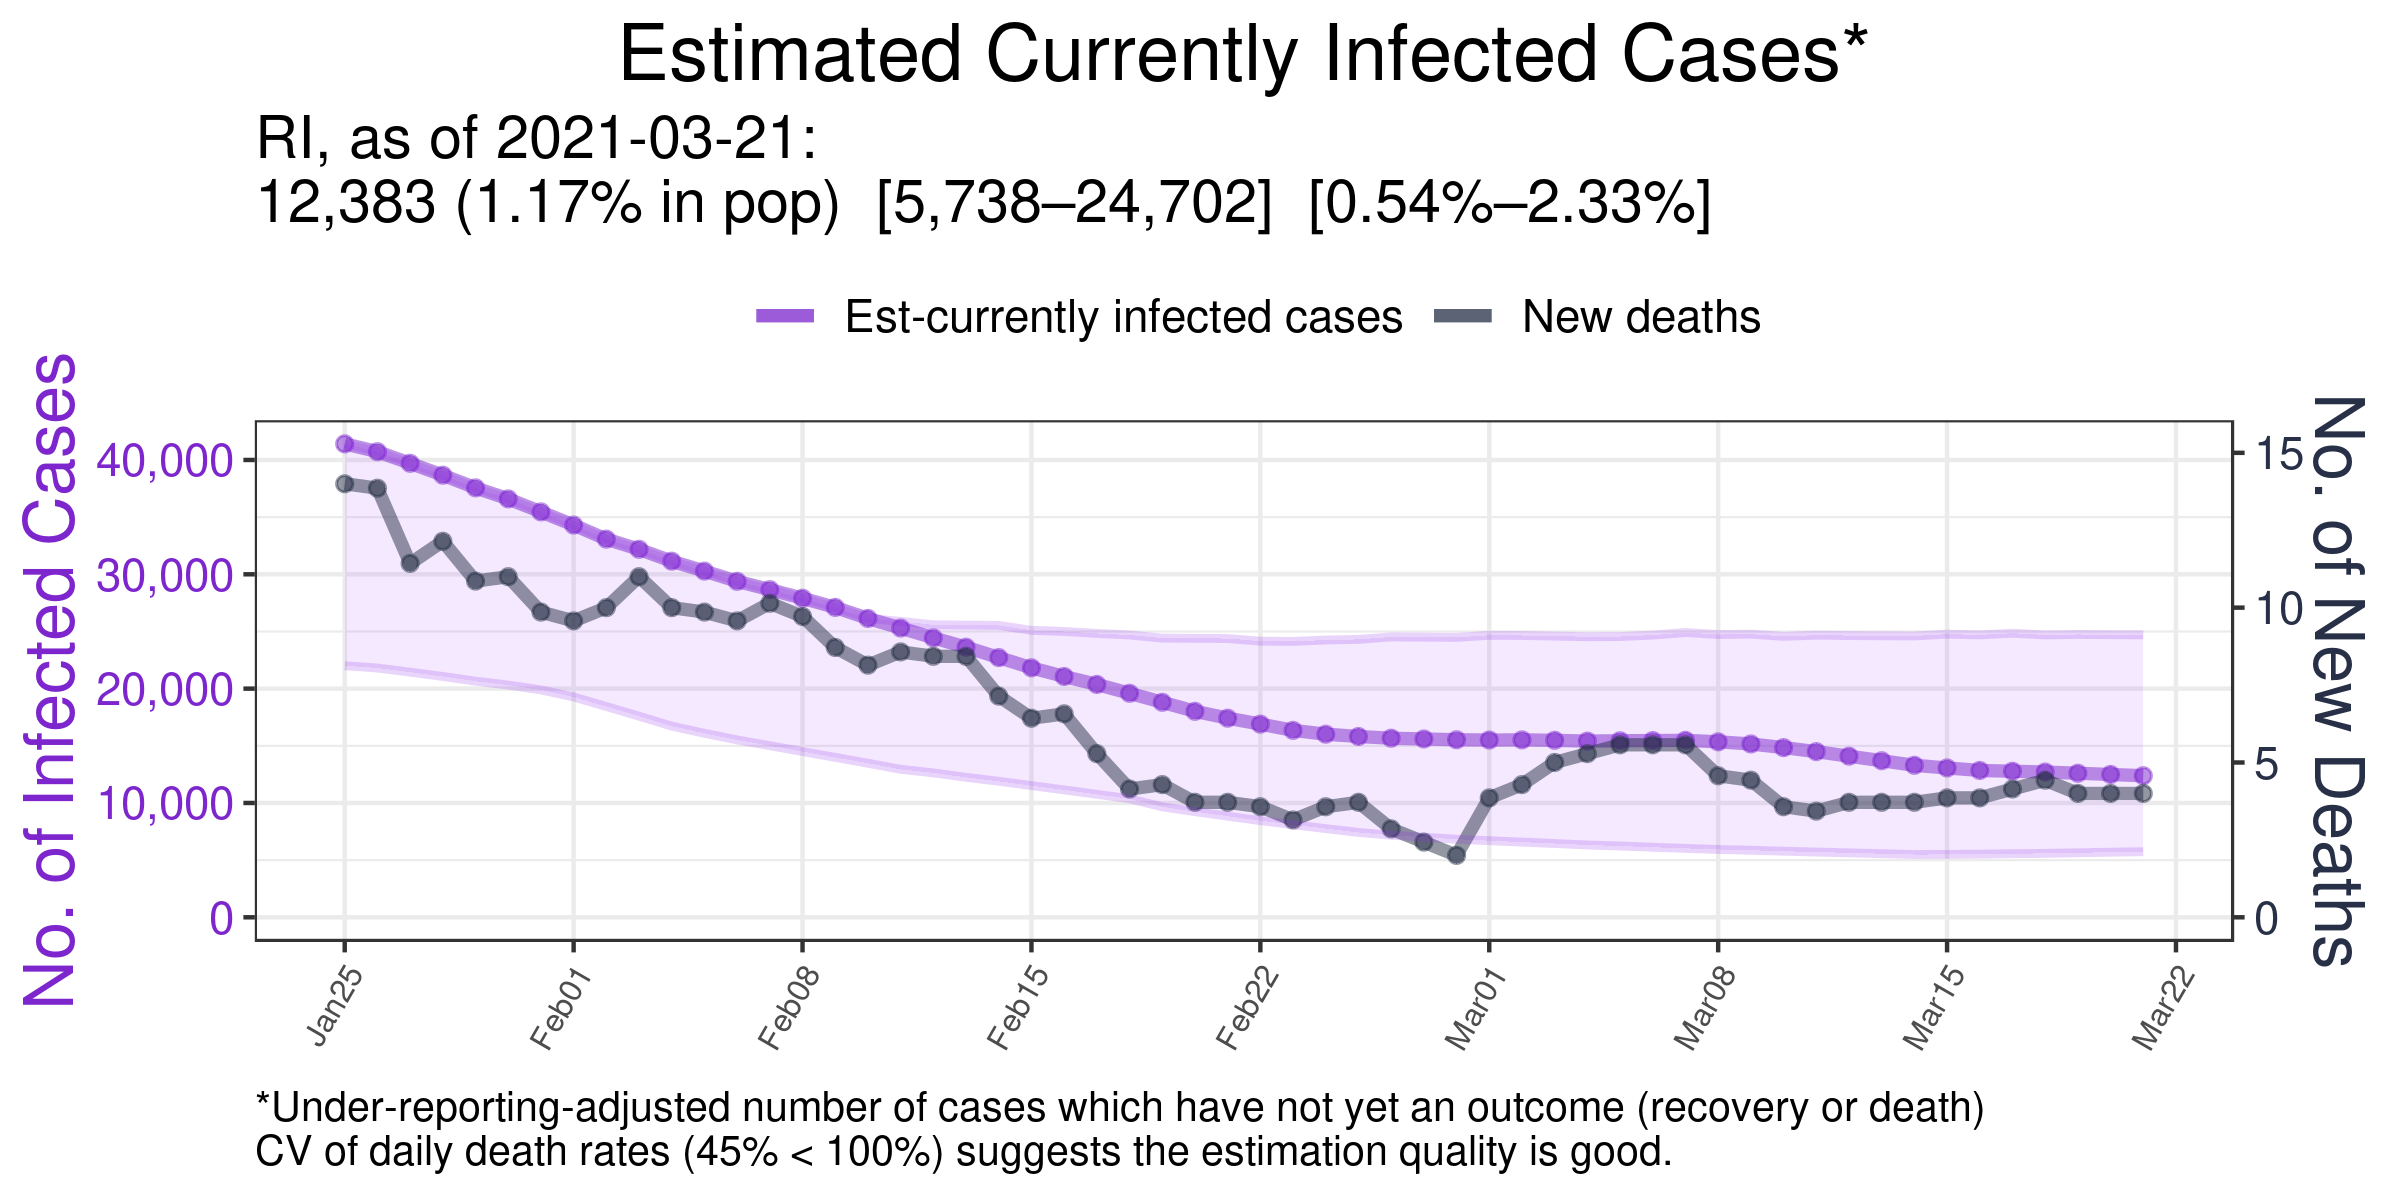 Estimated Currently Infected Cases*
RI, as of 2021-03-21:
12,383 (1.17% in pop)  [5,738–24,702]  [0.54%–2.33%]
Est-currently infected cases
New deaths
No. of Infected Cases
40,000
30,000
20,000
10,000
0
15
10
5
0
No. of New Deaths
Jan25
Feb01
Feb08
Feb15
Feb22
Mar01
Mar08
Mar15
Mar22
*Under-reporting-adjusted number of cases which have not yet an outcome (recovery or death)
CV of daily death rates (45% < 100%) suggests the estimation quality is good.